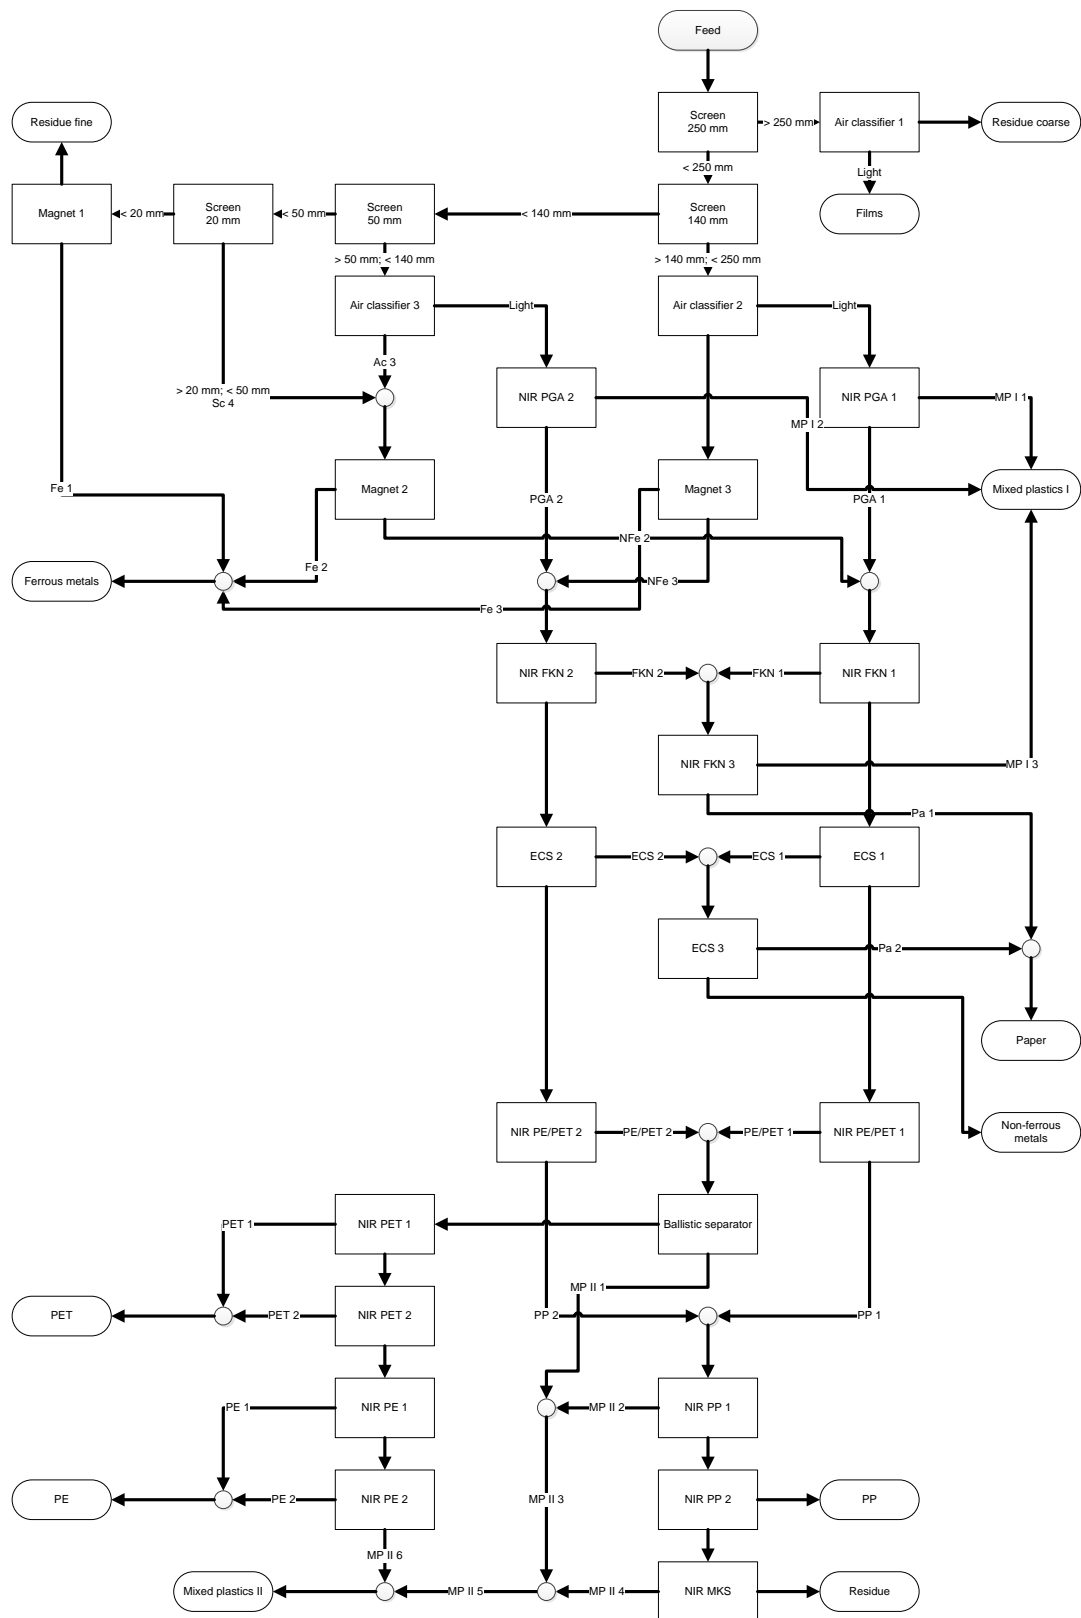 Feed
Screen
250 mm
> 250 mm
Air classifier 1
Residue coarse
Residue fine
< 250 mm
Light
Magnet 1
< 20 mm
Screen
20 mm
< 50 mm
Screen
50 mm
< 140 mm
Screen
140 mm
Films
> 50 mm; < 140 mm
> 140 mm; < 250 mm
Air classifier 3
Light
Air classifier 2
Light
Ac 3
> 20 mm; < 50 mm
Sc 4
NIR PGA 2
MP I 2
NIR PGA 1
MP I 1
Fe 1
Magnet 2
PGA 2
Magnet 3
PGA 1
Mixed plastics I
NFe 2
Fe 2
Ferrous metals
NFe 3
Fe 3
NIR FKN 2
FKN 2
FKN 1
NIR FKN 1
NIR FKN 3
MP I 3
Pa 1
ECS 2
ECS 2
ECS 1
ECS 1
ECS 3
Pa 2
Paper
NIR PE/PET 2
PE/PET 2
PE/PET 1
NIR PE/PET 1
Non-ferrous
metals
PET 1
NIR PET 1
Ballistic separator
MP II 1
PET
PET 2
NIR PET 2
PP 2
PP 1
PE 1
NIR PE 1
MP II 2
NIR PP 1
PE
PE 2
NIR PE 2
MP II 3
NIR PP 2
PP
MP II 6
Mixed plastics II
MP II 5
MP II 4
NIR MKS
Residue